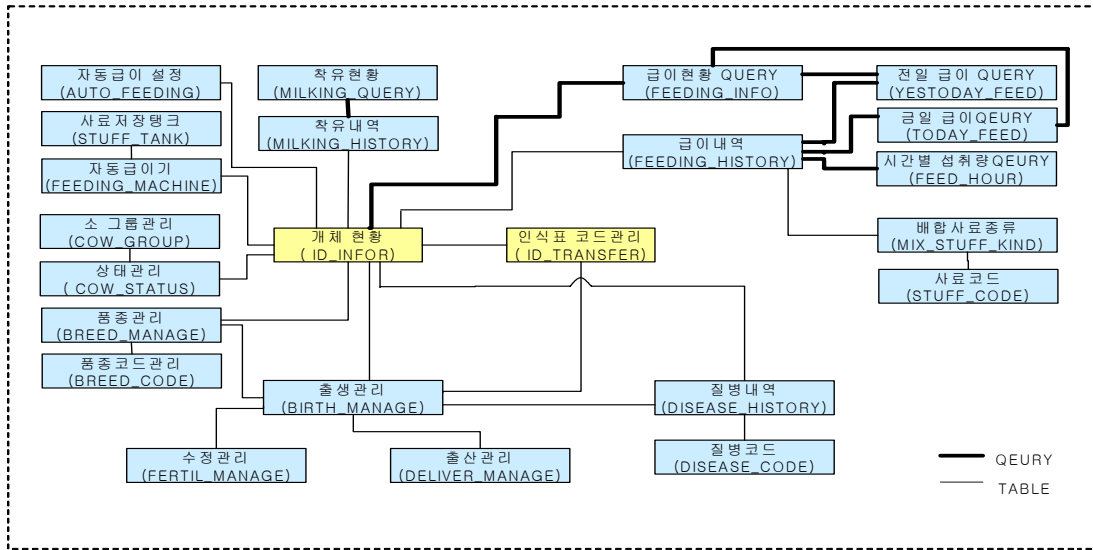 자동급이 설정
(AUTO_FEEDING)
사료저장탱크
(STUFF_TANK)
자동급이기
(FEEDING_MACHINE)
소 그룹관리
(COW_GROUP)
상태관리
( COW_STATUS)
품종관리
(BREED_MANAGE)
품종코드관리
(BREED_CODE)
착유현황
(MILKING_QUERY)
착유내역
(MILKING_HISTORY)
개체 현황
( ID_INFOR)
인식표 코드관리
( ID_TRANSFER)
급이현황 QUERY
(FEEDING_INFO)
급이내역
(FEEDING_HISTORY)
전일 급이 QUERY
(YESTODAY_FEED)
금일 급이QEURY
(TODAY_FEED)
시간별 섭취량QEURY
(FEED_HOUR)
배합사료종류
(MIX_STUFF_KIND)
사료코드
(STUFF_CODE)
출생관리
(BIRTH_MANAGE)
질병내역
(DISEASE_HISTORY)
수정관리
(FERTIL_MANAGE)
출산관리
(DELIVER_MANAGE)
질병코드
(DISEASE_CODE)
QEURY
TABLE